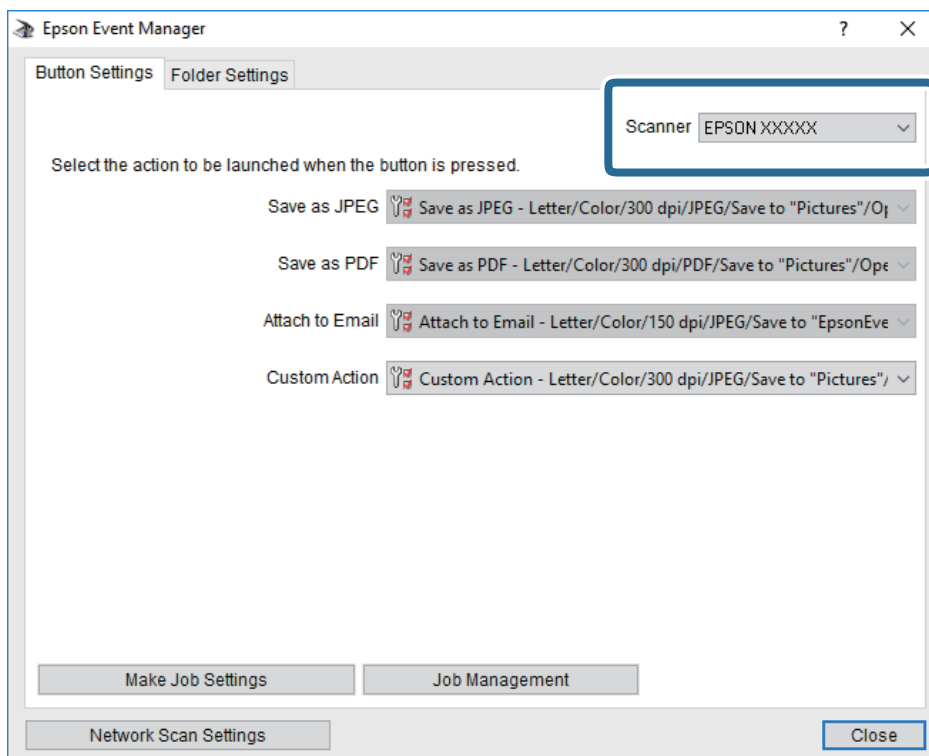 Epson Event Manager
?
Button Settings Folder Settings
Scanner EPSON XXXXX
Select the action to be launched when the button is pressed.
Save as JPEG Save as JPEG - Letter/Color/300 dpi/JPEG/Save to "Pictures"/Op
Save as PDF Save as PDF - Letter/Color/300 dpi/PDF/Save to "Pictures"/Ope
Attach to Email Attach to Email - Letter/Color/150 dpi/JPEG/Save to "EpsonEve
Custom Action Custom Action - Letter/Color/300 dpi/JPEG/Save to "Pictures"/
Make Job Settings Job Management
Network Scan Settings Close